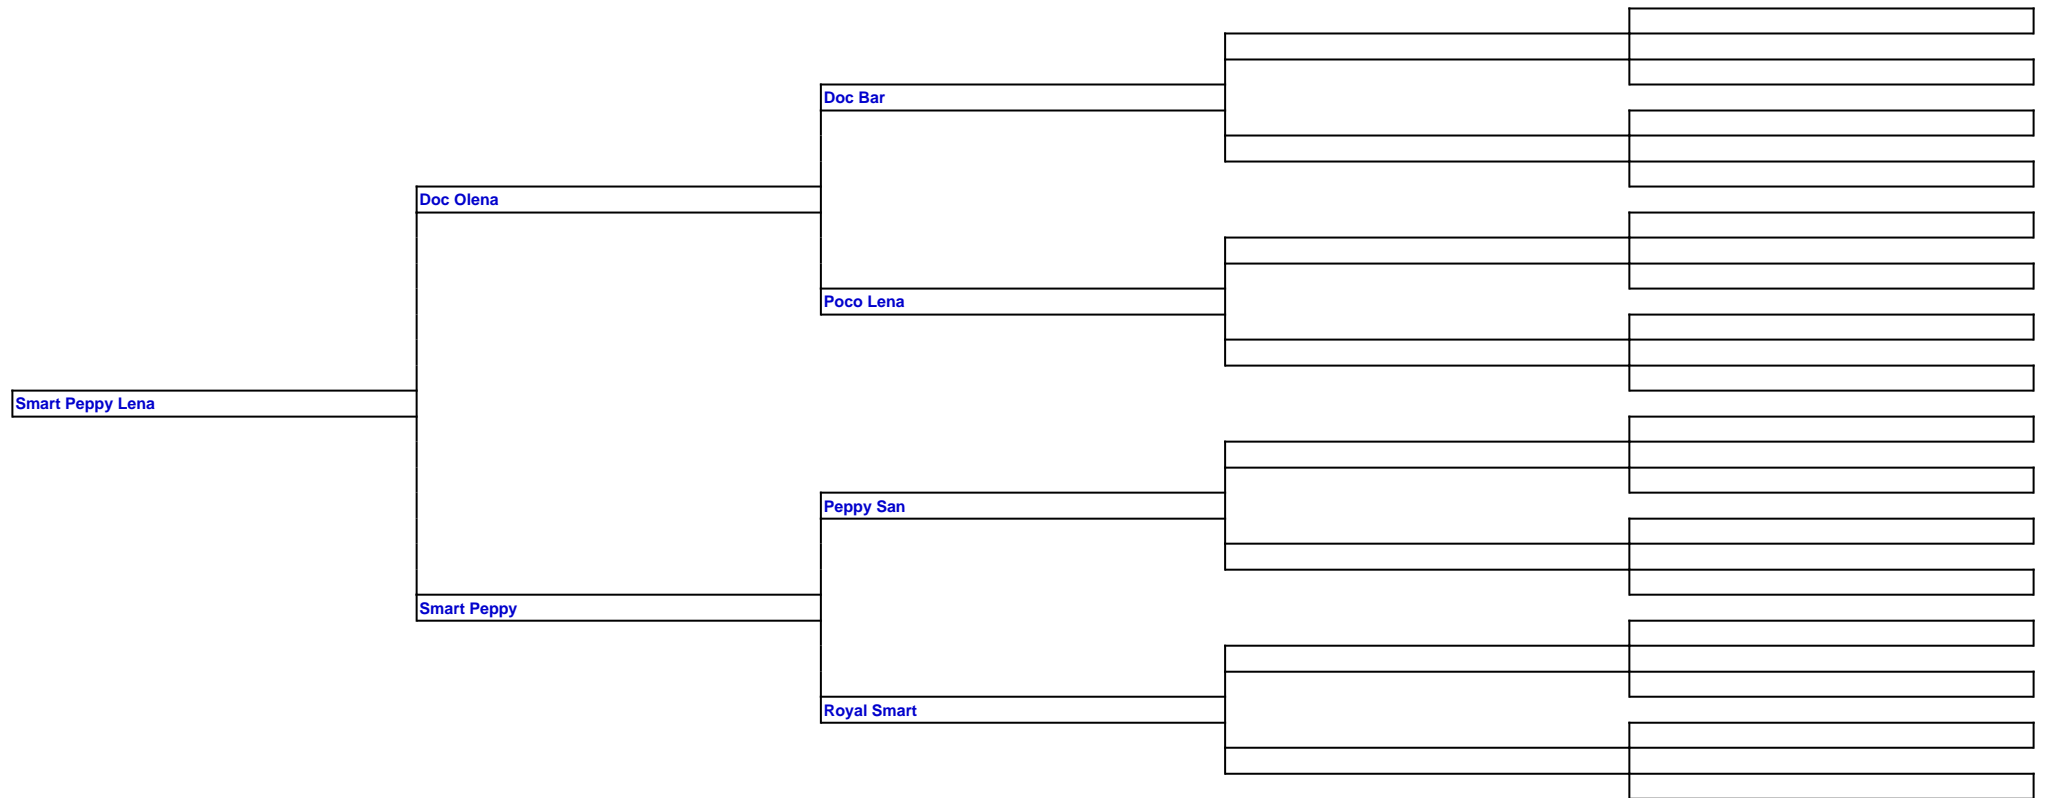 Doc Bar
Doc Olena
Poco Lena
Smart Peppy Lena
Peppy San
Smart Peppy
Royal Smart